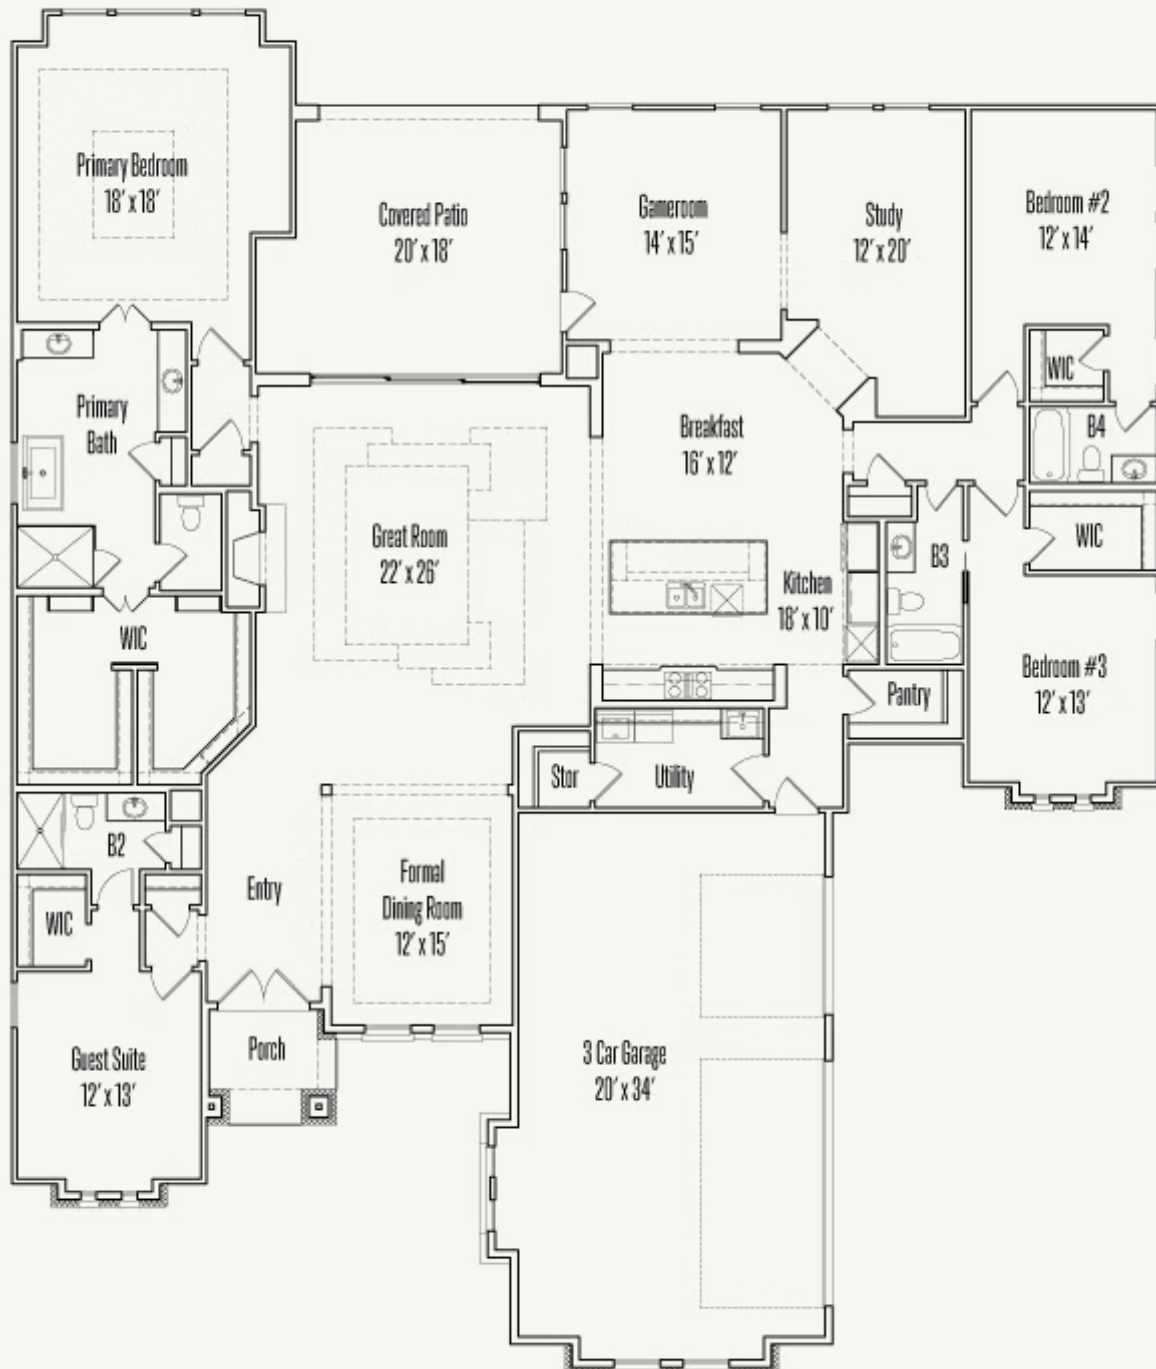 Primary Bedroom
18' x 18'
Covered Patio
20' x 18'
Gameroom
14' x 15'
Study
12' x 20'
Bedroom #2
12' x 14'
WIC
B4
Primary
Bath
Breakfast
16' x 12'
Great Room
22' x 26'
Kitchen
18' x 10'
B3
WIC
WIC
Bedroom #3
12' x 13'
Pantry
Stor
Utility
B2
WIC
Entry
Formal
Dining Room
12' x 15'
Guest Suite
12' x 13'
Porch
3 Car Garage
20' x 34'